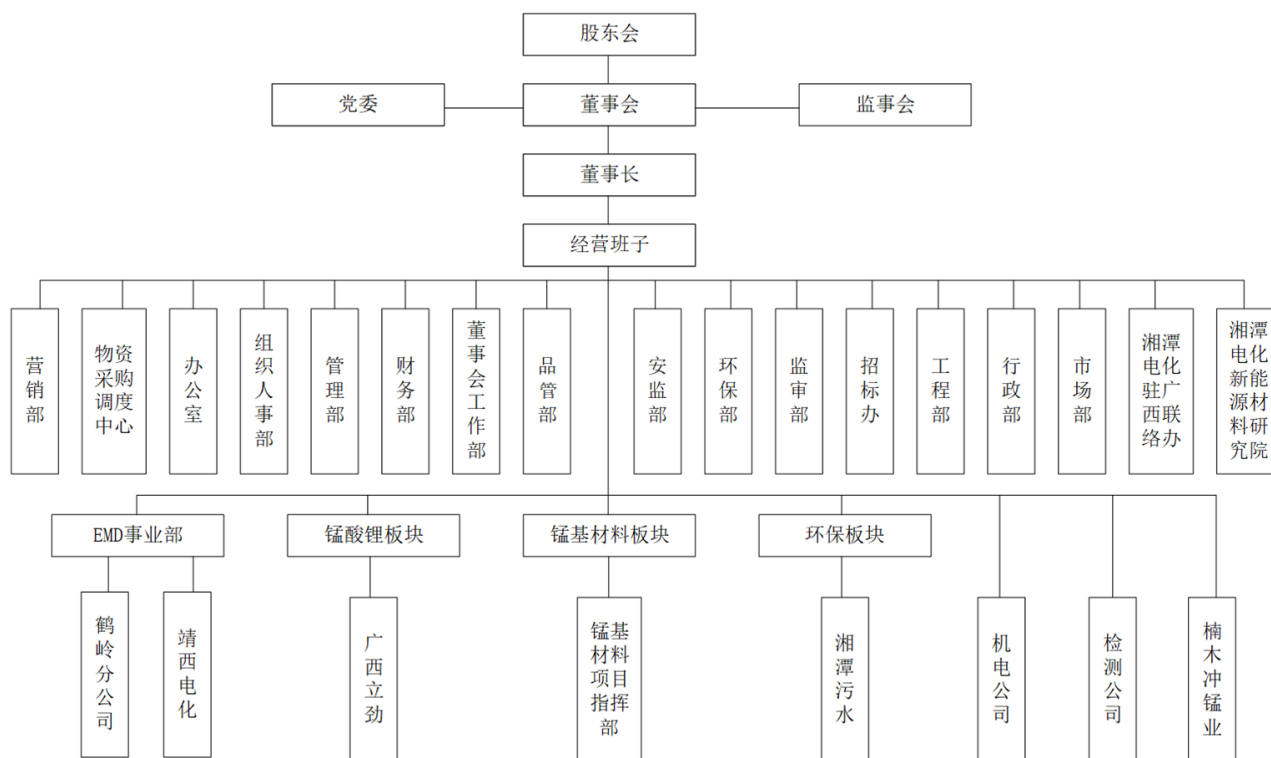 股东会
党委
董事会
监事会
董事长
经营班子
营销部
物资采购调度中心
办公室
组织人事部
管理部
财务部
董事会工作部
品管部
安监部
环保部
监审部
招标办
工程部
行政部
市场部
湘潭电化驻广西联络办
湘潭电化新能源材料研究院
EMD事业部
锰酸锂板块
锰基材料板块
环保板块
鹤岭分公司
靖西电化
广西立劲
锰基材料项目指挥部
湘潭污水
机电公司
检测公司
楠木冲锰业